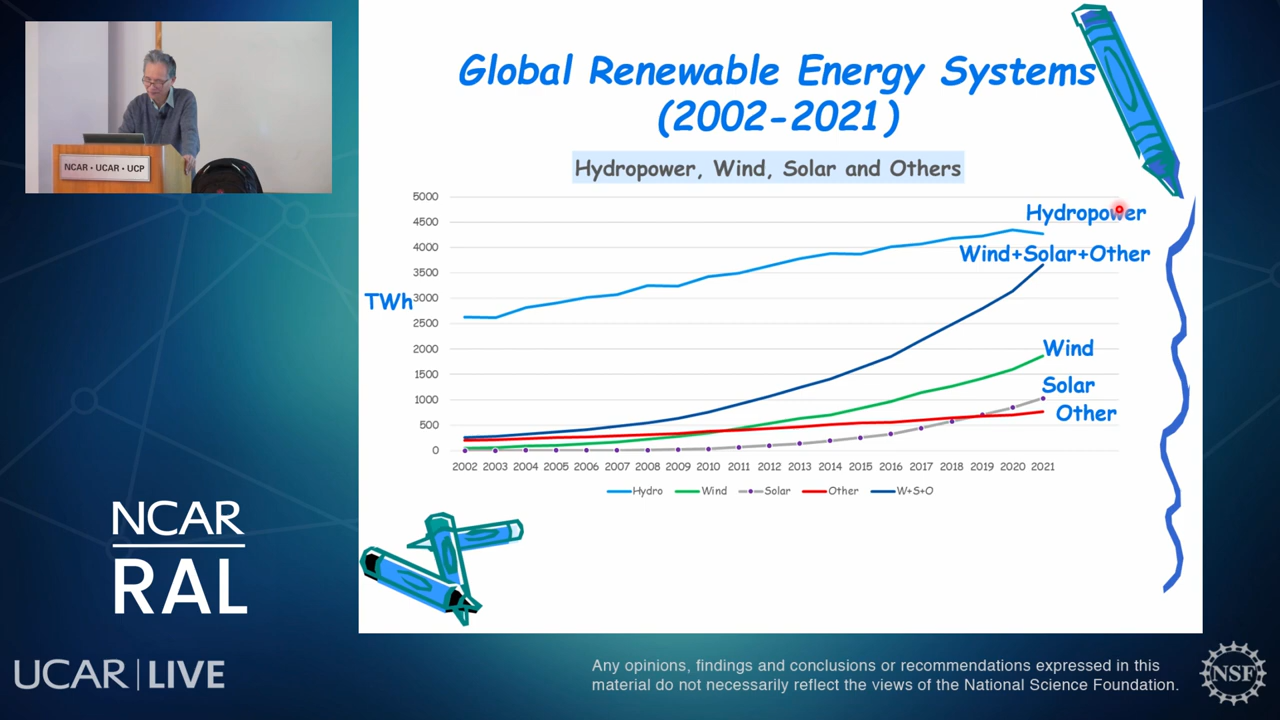 NCAR • UCAR • UCP
Global Renewable Energy Systems
(2002-2021)
Hydropower, Wind, Solar and Others
5000
4500
4000
3500
3000
2500
2000
1500
1000
500
0
TWh
Hydropower
Wind+Solar+Other
Wind
Solar
Other
2002 2003 2004 2005 2006 2007 2008 2009 2010 2011 2012 2013 2014 2015 2016 2017 2018 2019 2020 2021
Hydro Wind Solar Other W+S+O
NCAR
RAL
UCAR | LIVE
Any opinions, findings and conclusions or recommendations expressed in this
material do not necessarily reflect the views of the National Science Foundation.
NSF